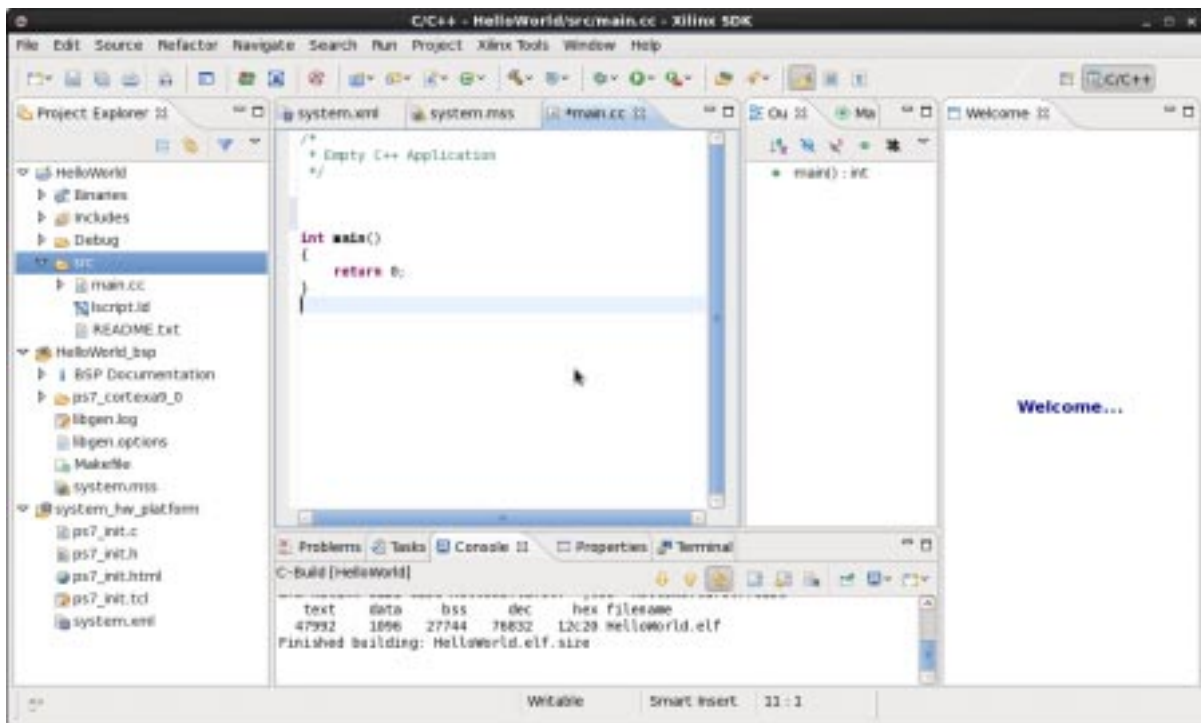 C/C++ - HelloWorld/src/main.cc - Xilinx SDK
File Edit Source Refactor Navigate Search Run Project Xilinx Tools Window Help
C/C++
Project Explorer
HelloWorld
Binaries
Includes
Debug
src
main.cc
lscript.ld
README.txt
HelloWorld_bsp
BSP Documentation
ps7_cortexa9_0
libgen.log
libgen.options
Makefile
system.mss
system_hw_platform
ps7_init.c
ps7_init.h
ps7_init.html
ps7_init.tcl
system.xml
system.xml
system.mss
*main.cc
/*
* Empty C++ Application
*/
int main()
{
return 0;
}
Ou
Ma
main() : int
Welcome
Welcome...
Problems Tasks Console Properties Terminal
C-Build [HelloWorld]
text data bss dec hex filename
47992 1096 27744 76832 12c20 HelloWorld.elf
Finished building: HelloWorld.elf.size
Writable Smart Insert 11 : 1